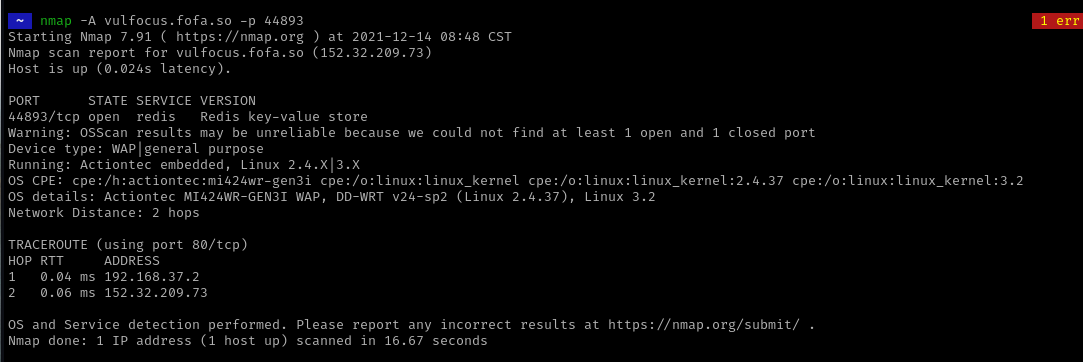 ~ nmap -A vulfocus.fofa.so -p 44893 1 err
Starting Nmap 7.91 ( https://nmap.org ) at 2021-12-14 08:48 CST
Nmap scan report for vulfocus.fofa.so (152.32.209.73)
Host is up (0.024s latency).
PORT      STATE SERVICE VERSION
44893/tcp open  redis   Redis key-value store
Warning: OSScan results may be unreliable because we could not find at least 1 open and 1 closed port
Device type: WAP|general purpose
Running: Actiontec embedded, Linux 2.4.X|3.X
OS CPE: cpe:/h:actiontec:mi424wr-gen3i cpe:/o:linux:linux_kernel cpe:/o:linux:linux_kernel:2.4.37 cpe:/o:linux:linux_kernel:3.2
OS details: Actiontec MI424WR-GEN3I WAP, DD-WRT v24-sp2 (Linux 2.4.37), Linux 3.2
Network Distance: 2 hops
TRACEROUTE (using port 80/tcp)
HOP RTT     ADDRESS
1   0.04 ms 192.168.37.2
2   0.06 ms 152.32.209.73
OS and Service detection performed. Please report any incorrect results at https://nmap.org/submit/ .
Nmap done: 1 IP address (1 host up) scanned in 16.67 seconds